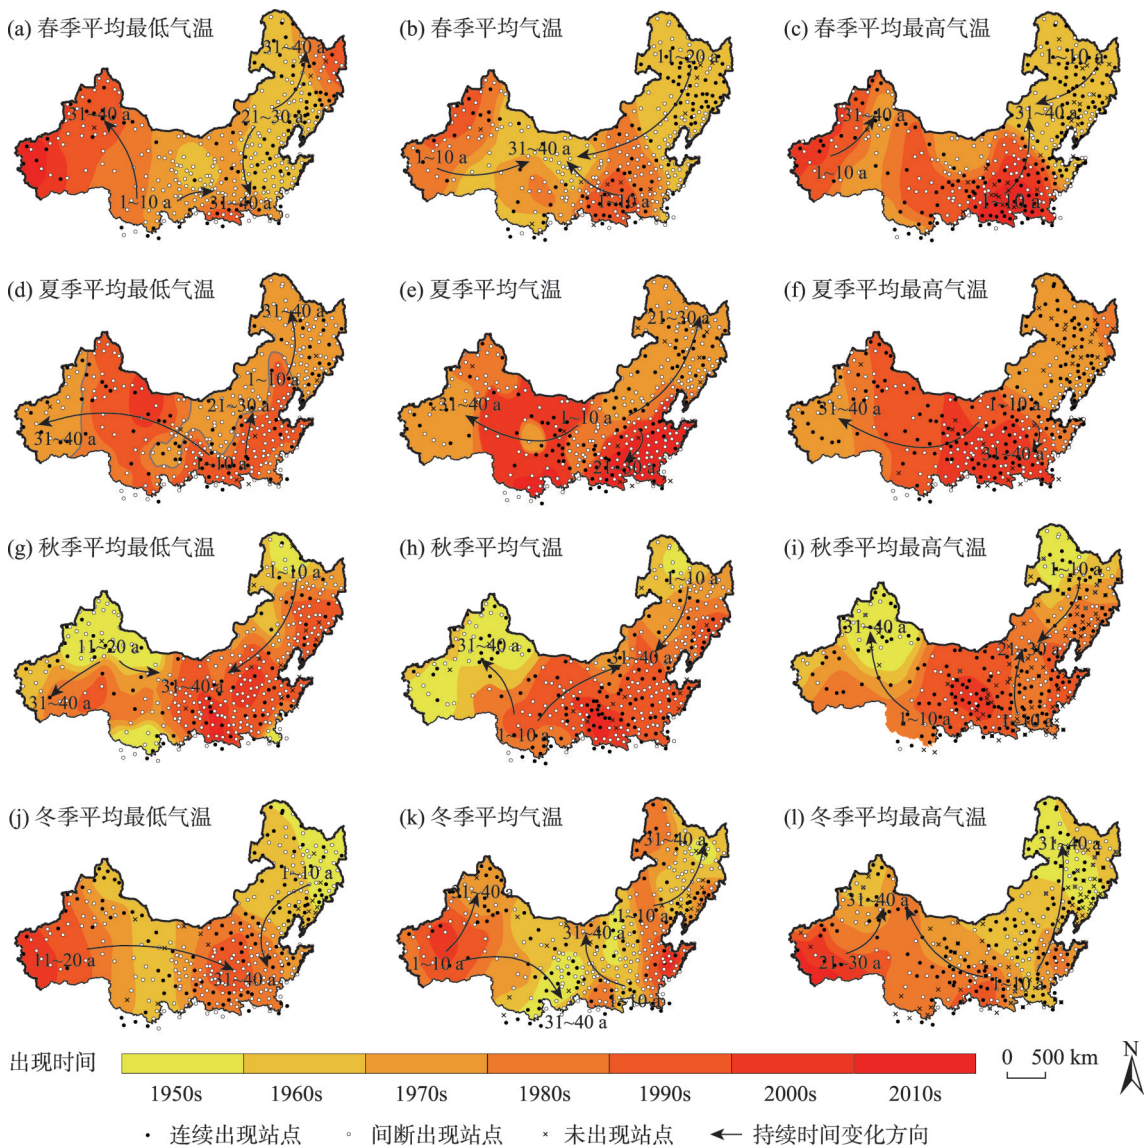 (a) 春季平均最低气温
31~40 a
31~40 a
21~30 a
1~10 a
31~40 a
(b) 春季平均气温
11~20 a
1~10 a
31~40 a
1~10 a
(c) 春季平均最高气温
1~10 a
31~40 a
31~40 a
1~10 a
1~10 a
(d) 夏季平均最低气温
31~40 a
1~10 a
21~30 a
31~40 a
1~10 a
(e) 夏季平均气温
21~30 a
31~40 a
1~10 a
21~30 a
(f) 夏季平均最高气温
31~40 a
1~10 a
31~40 a
(g) 秋季平均最低气温
1~10 a
11~20 a
31~40 a
31~40 a
(h) 秋季平均气温
1~10 a
31~40 a
31~40 a
1~10 a
(i) 秋季平均最高气温
1~10 a
31~40 a
21~30 a
1~10 a
1~10 a
(j) 冬季平均最低气温
1~10 a
11~20 a
31~40 a
(k) 冬季平均气温
31~40 a
31~40 a
1~10 a
31~40 a
1~10 a
1~10 a
31~40 a
(l) 冬季平均最高气温
31~40 a
31~40 a
21~30 a
1~10 a
出现时间
1950s 1960s 1970s 1980s 1990s 2000s 2010s
0 500 km
N
连续出现站点 间断出现站点 未出现站点 持续时间变化方向